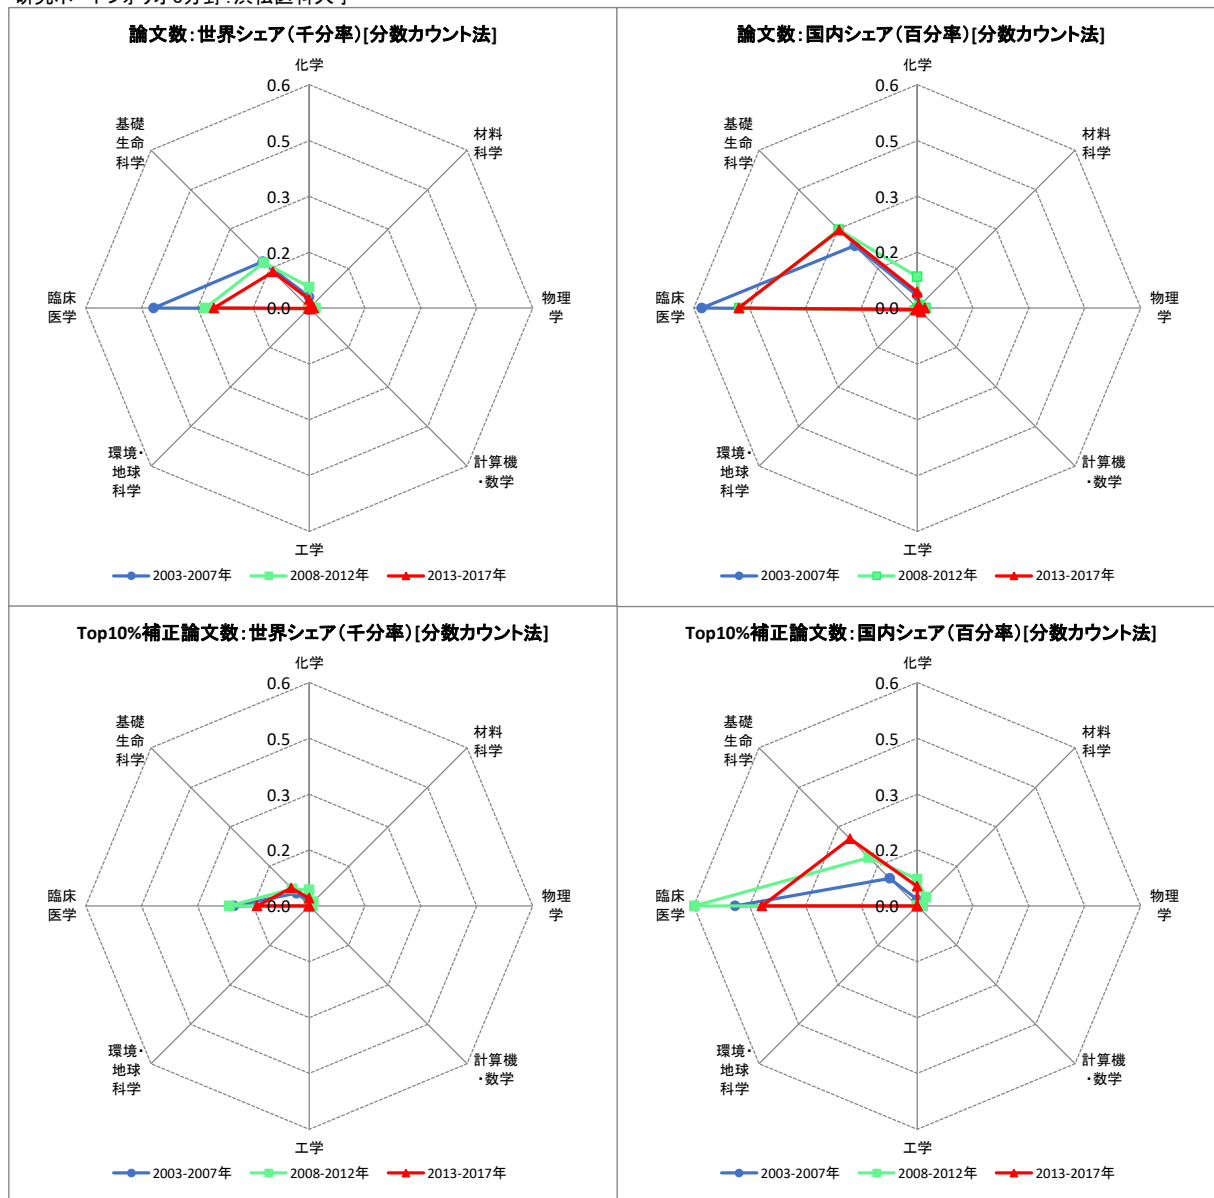 論文数:世界シェア(千分率)[分数カウント法]
化学
0.6
0.5
0.3
0.2
0.0
材料
科学
物理
学
計算機
・数学
工学
環境・
地球
科学
臨床
医学
基礎
生命
科学
2003-2007年 2008-2012年 2013-2017年
論文数:国内シェア(百分率)[分数カウント法]
化学
0.6
0.5
0.3
0.2
0.0
材料
科学
物理
学
計算機
・数学
工学
環境・
地球
科学
臨床
医学
基礎
生命
科学
2003-2007年 2008-2012年 2013-2017年
Top10%補正論文数:世界シェア(千分率)[分数カウント法]
化学
0.6
0.5
0.3
0.2
0.0
材料
科学
物理
学
計算機
・数学
工学
環境・
地球
科学
臨床
医学
基礎
生命
科学
2003-2007年 2008-2012年 2013-2017年
Top10%補正論文数:国内シェア(百分率)[分数カウント法]
化学
0.6
0.5
0.3
0.2
0.0
材料
科学
物理
学
計算機
・数学
工学
環境・
地球
科学
臨床
医学
基礎
生命
科学
2003-2007年 2008-2012年 2013-2017年